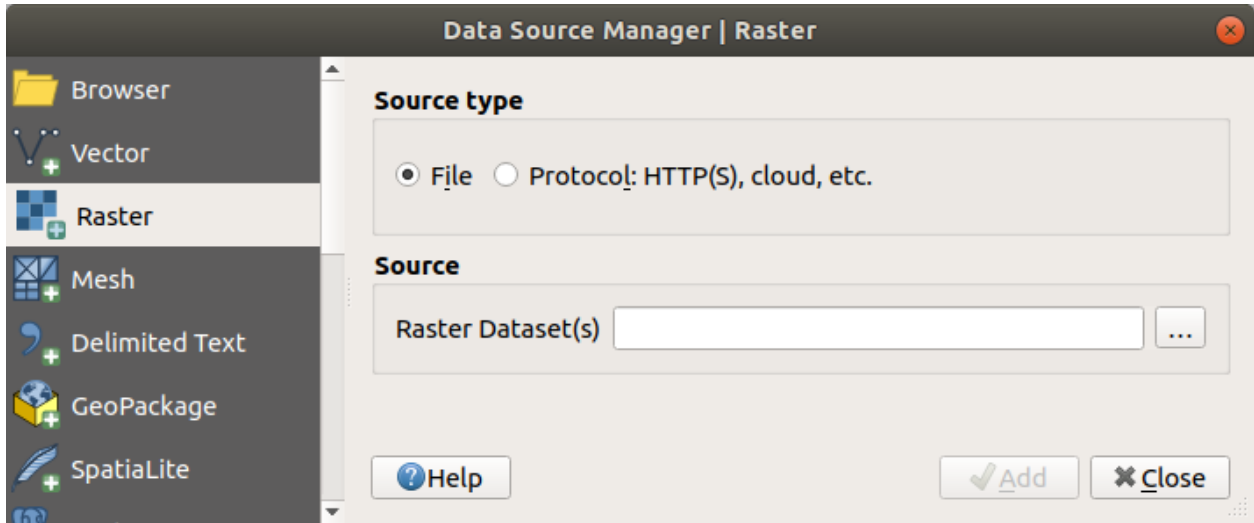 Data Source Manager | Raster
Browser
Vector
Raster
Mesh
Delimited Text
GeoPackage
SpatiaLite
Source type
File Protocol: HTTP(S), cloud, etc.
Source
Raster Dataset(s) ...
Help Add Close